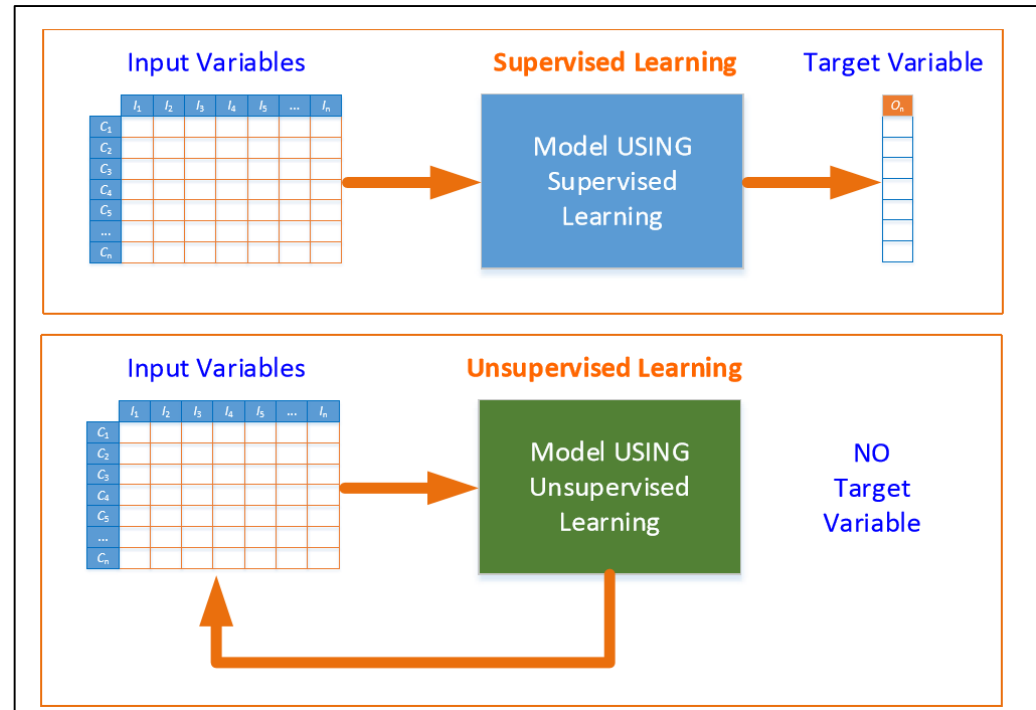 Input Variables
Supervised Learning
Target Variable
I₁ I₂ I₃ I₄ I₅ ... Iₙ
C₁
C₂
C₃
C₄
C₅
...
Cₙ
Model USING
Supervised
Learning
Oₙ
Input Variables
Unsupervised Learning
I₁ I₂ I₃ I₄ I₅ ... Iₙ
C₁
C₂
C₃
C₄
C₅
...
Cₙ
Model USING
Unsupervised
Learning
NO
Target
Variable